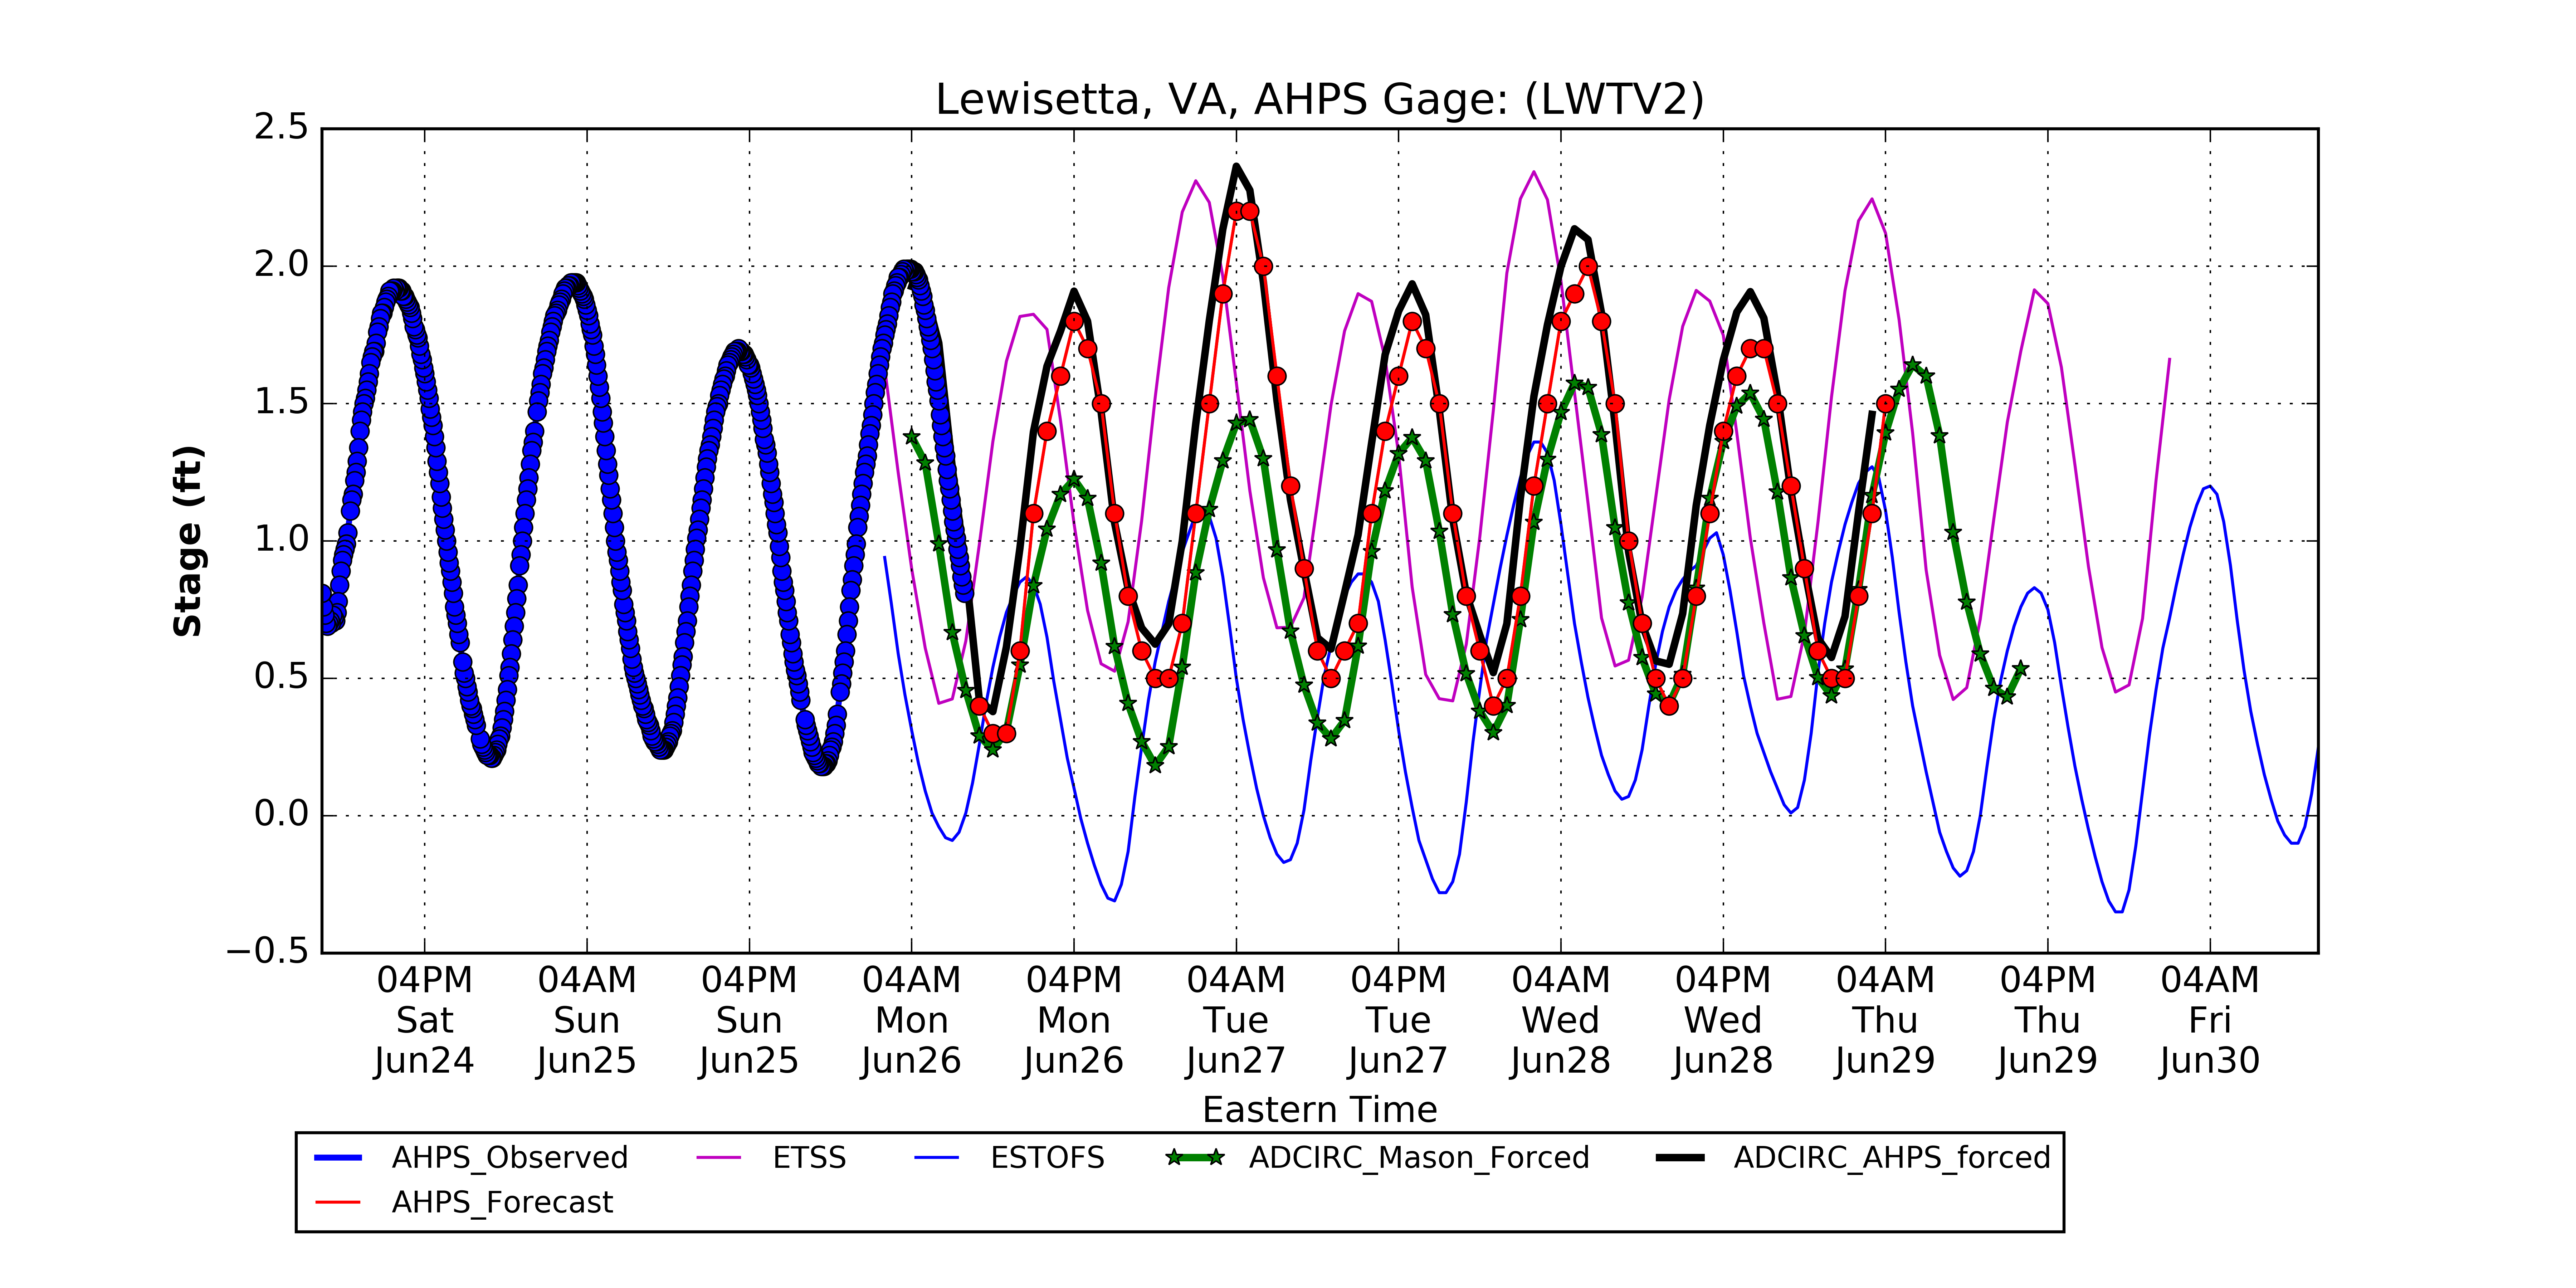 Lewisetta, VA, AHPS Gage: (LWTV2)
2.5
2.0
1.5
1.0
0.5
0.0
−0.5
Stage (ft)
04PM 04AM 04PM 04AM 04PM 04AM 04PM 04AM 04PM 04AM 04PM 04AM
Sat Sun Sun Mon Mon Tue Tue Wed Wed Thu Thu Fri
Jun24 Jun25 Jun25 Jun26 Jun26 Jun27 Jun27 Jun28 Jun28 Jun29 Jun29 Jun30
Eastern Time
AHPS_Observed ETSS ESTOFS ADCIRC_Mason_Forced ADCIRC_AHPS_forced
AHPS_Forecast